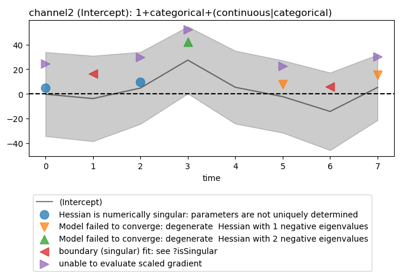 channel2 (Intercept): 1+categorical+(continuous|categorical)
40
20
0
−20
−40
0 1 2 3 4 5 6 7
time
(Intercept)
Hessian is numerically singular: parameters are not uniquely determined
Model failed to converge: degenerate  Hessian with 1 negative eigenvalues
Model failed to converge: degenerate  Hessian with 2 negative eigenvalues
boundary (singular) fit: see ?isSingular
unable to evaluate scaled gradient